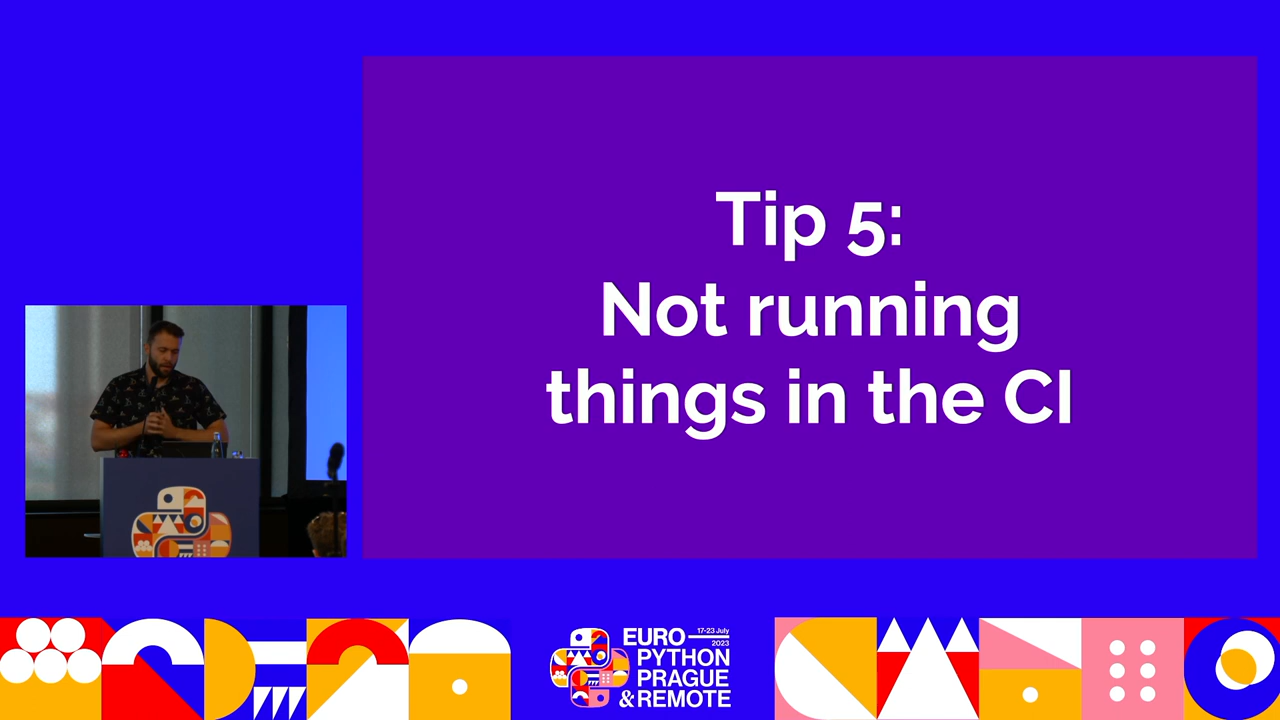 Tip 5:
Not running
things in the CI
17-23 July
2023
EURO
PYTHON
PRAGUE
& REMOTE